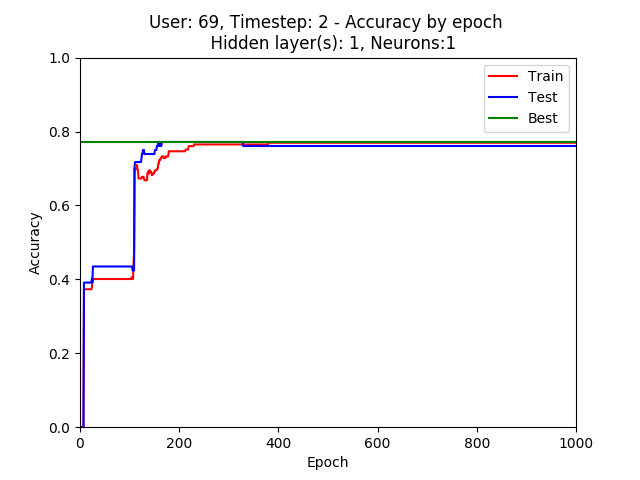 User: 69, Timestep: 2 - Accuracy by epoch
Hidden layer(s): 1, Neurons:1
1.0
0.8
0.6
0.4
0.2
0.0
Accuracy
Train
Test
Best
0 200 400 600 800 1000
Epoch